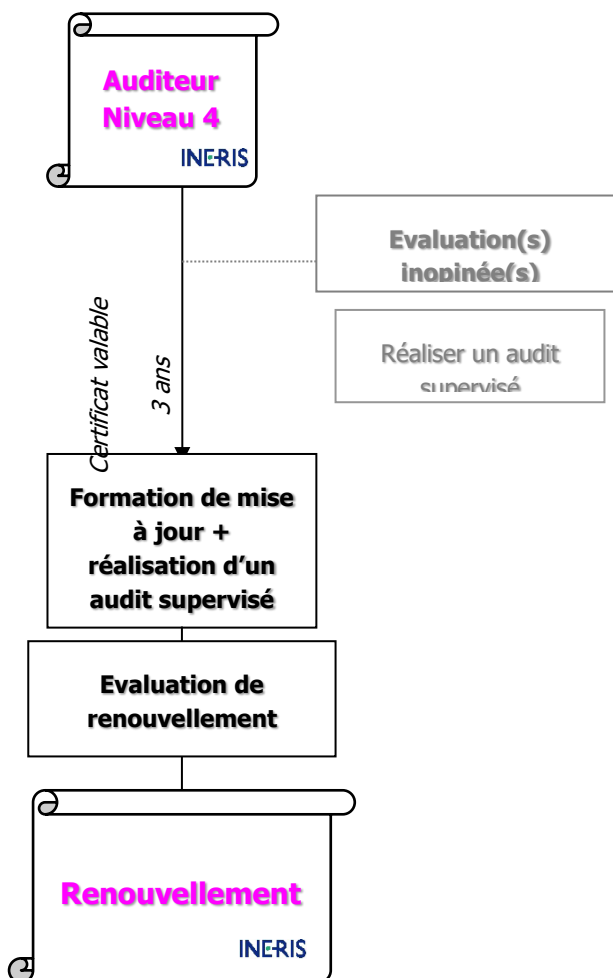 Auditeur
Niveau 4
INERIS
Evaluation(s)
inopinée(s)
Réaliser un audit
supervisé
Certificat valable
3 ans
Formation de mise
à jour +
réalisation d’un
audit supervisé
Evaluation de
renouvellement
Renouvellement
INERIS